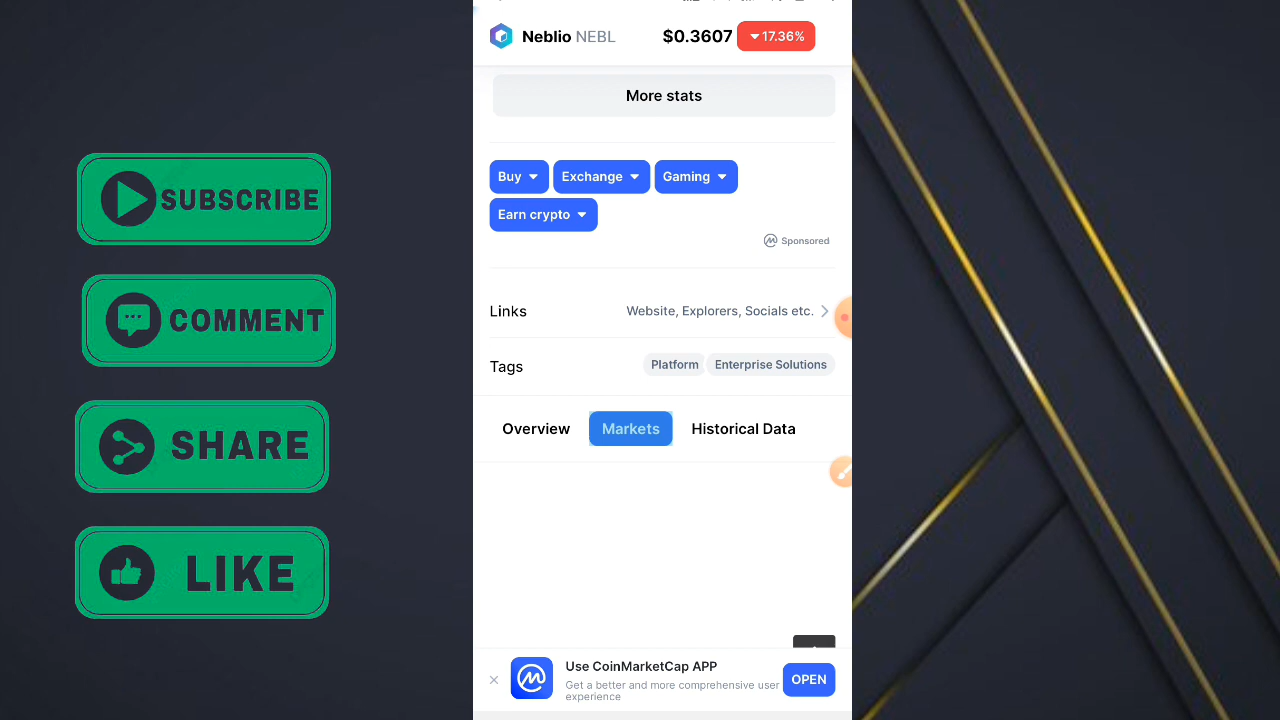 SUBSCRIBE
COMMENT
SHARE
LIKE
Neblio NEBL $0.3607 17.36%
More stats
Buy Exchange Gaming
Earn crypto
Sponsored
Links Website, Explorers, Socials etc.
Tags Platform Enterprise Solutions
Overview Markets Historical Data
Use CoinMarketCap APP
Get a better and more comprehensive user
experience
OPEN